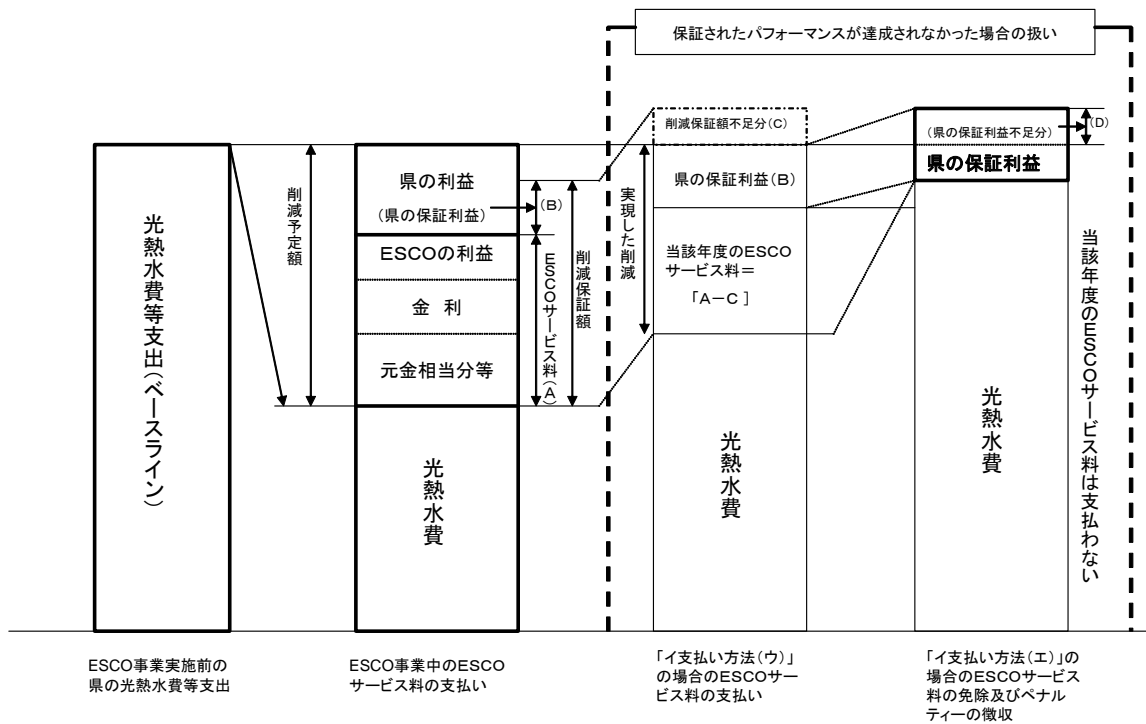 保証されたパフォーマンスが達成されなかった場合の扱い
光熱水費等支出(ベースライン)
削減予定額
県の利益
(県の保証利益)
(B)
ESCOの利益
金 利
元金相当分等
光熱水費
ESCOサービス料(A)
削減保証額
削減保証額不足分(C)
実現した削減
県の保証利益(B)
当該年度のESCO
サービス料=
「A-C ]
光熱水費
(県の保証利益不足分)
(D)
県の保証利益
光熱水費
当該年度のESCOサービス料は支払わない
ESCO事業実施前の
県の光熱水費等支出
ESCO事業中のESCO
サービス料の支払い
「イ支払い方法(ウ)」
の場合のESCOサー
ビス料の支払い
「イ支払い方法(エ)」の
場合のESCOサービス
料の免除及びペナル
ティーの徴収